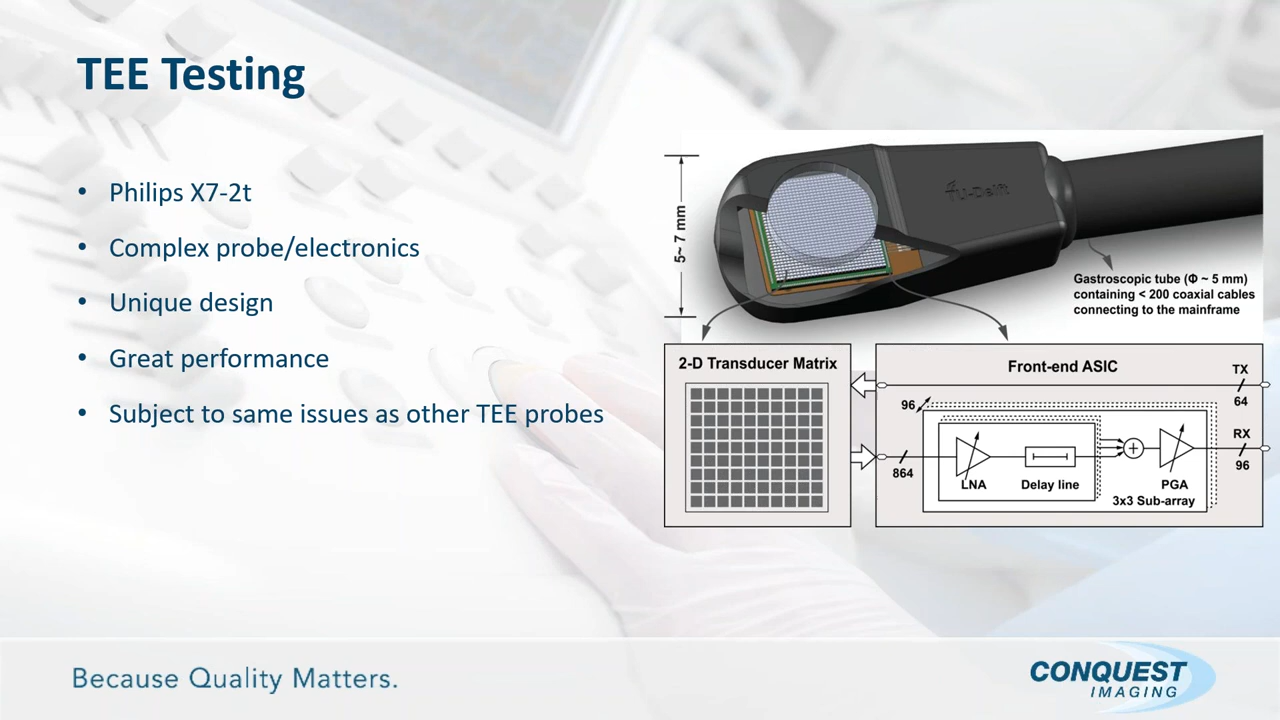 TEE Testing
• Philips X7-2t
• Complex probe/electronics
• Unique design
• Great performance
• Subject to same issues as other TEE probes
5~ 7 mm
TU-Delft
Gastroscopic tube (Φ ~ 5 mm)
containing < 200 coaxial cables
connecting to the mainframe
2-D Transducer Matrix
Front-end ASIC
TX
64
96
RX
96
864
LNA
Delay line
PGA
3x3 Sub-array
Because Quality Matters.
CONQUEST
IMAGING